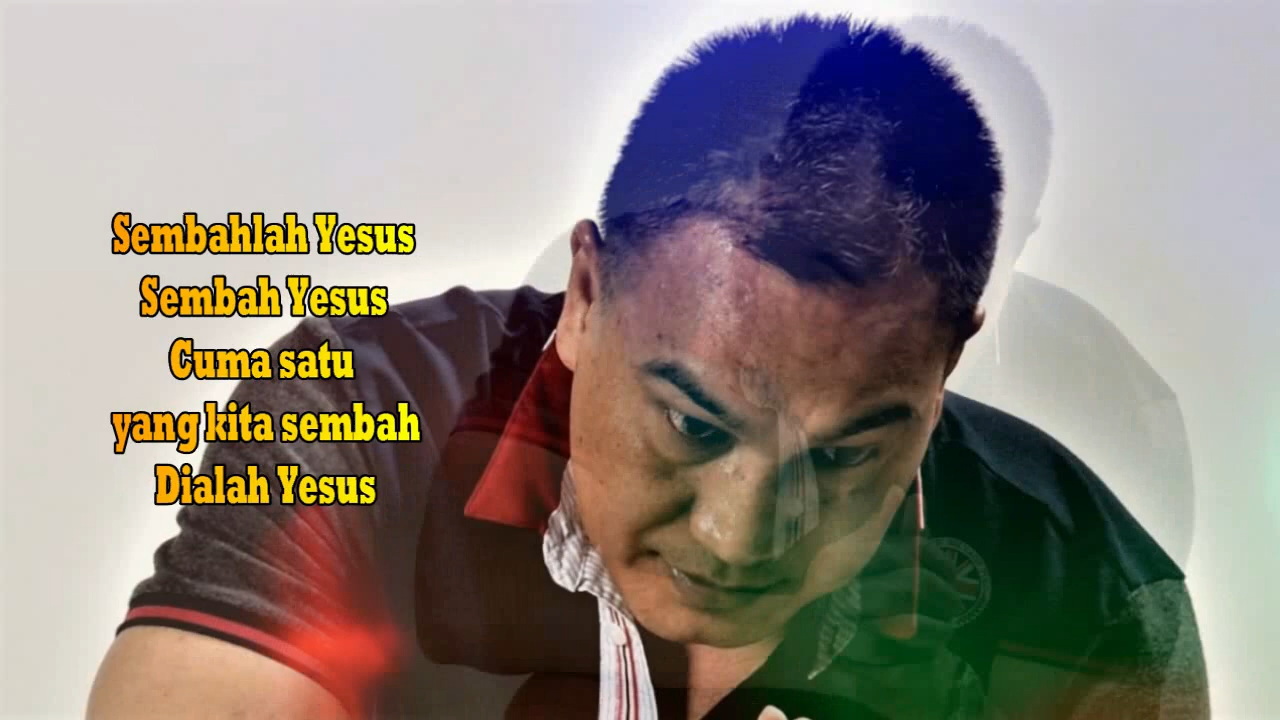 Sembahlah Yesus
Sembah Yesus
Cuma satu
yang kita sembah
Dialah Yesus